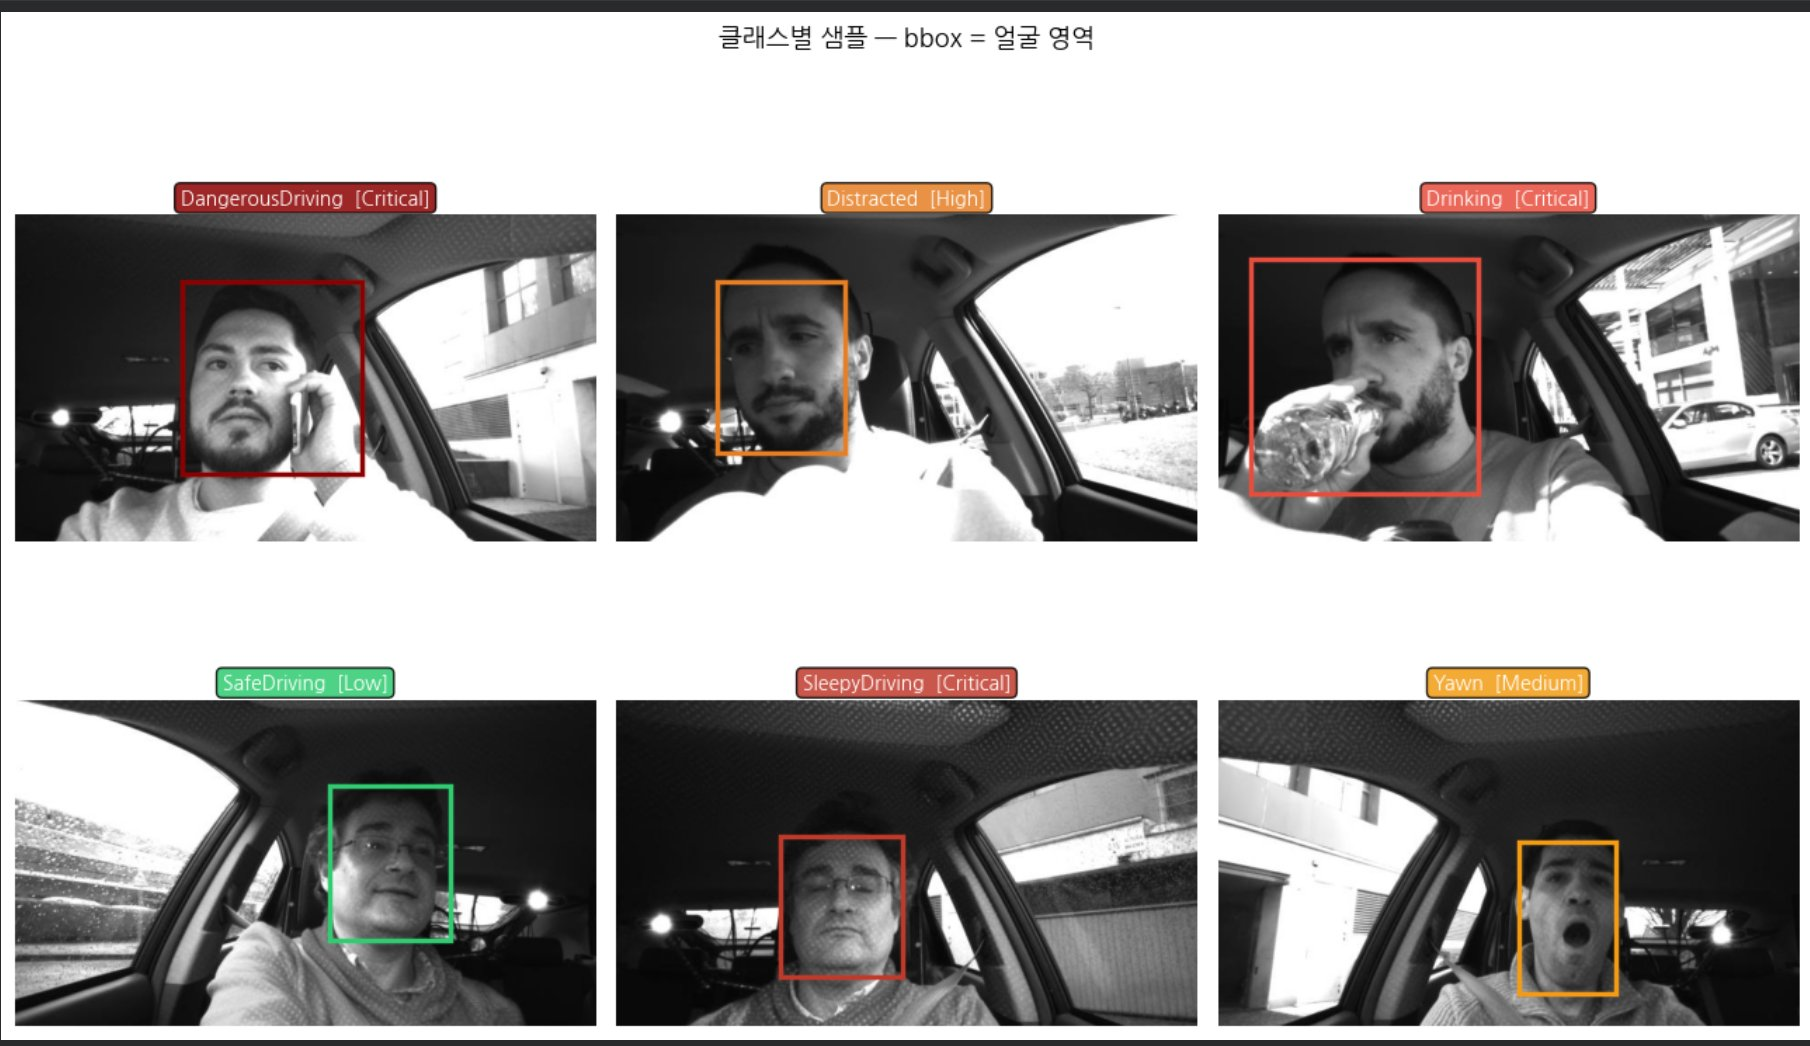 클래스별 샘플 — bbox = 얼굴 영역
DangerousDriving [Critical]
Distracted [High]
Drinking [Critical]
SafeDriving [Low]
SleepyDriving [Critical]
Yawn [Medium]